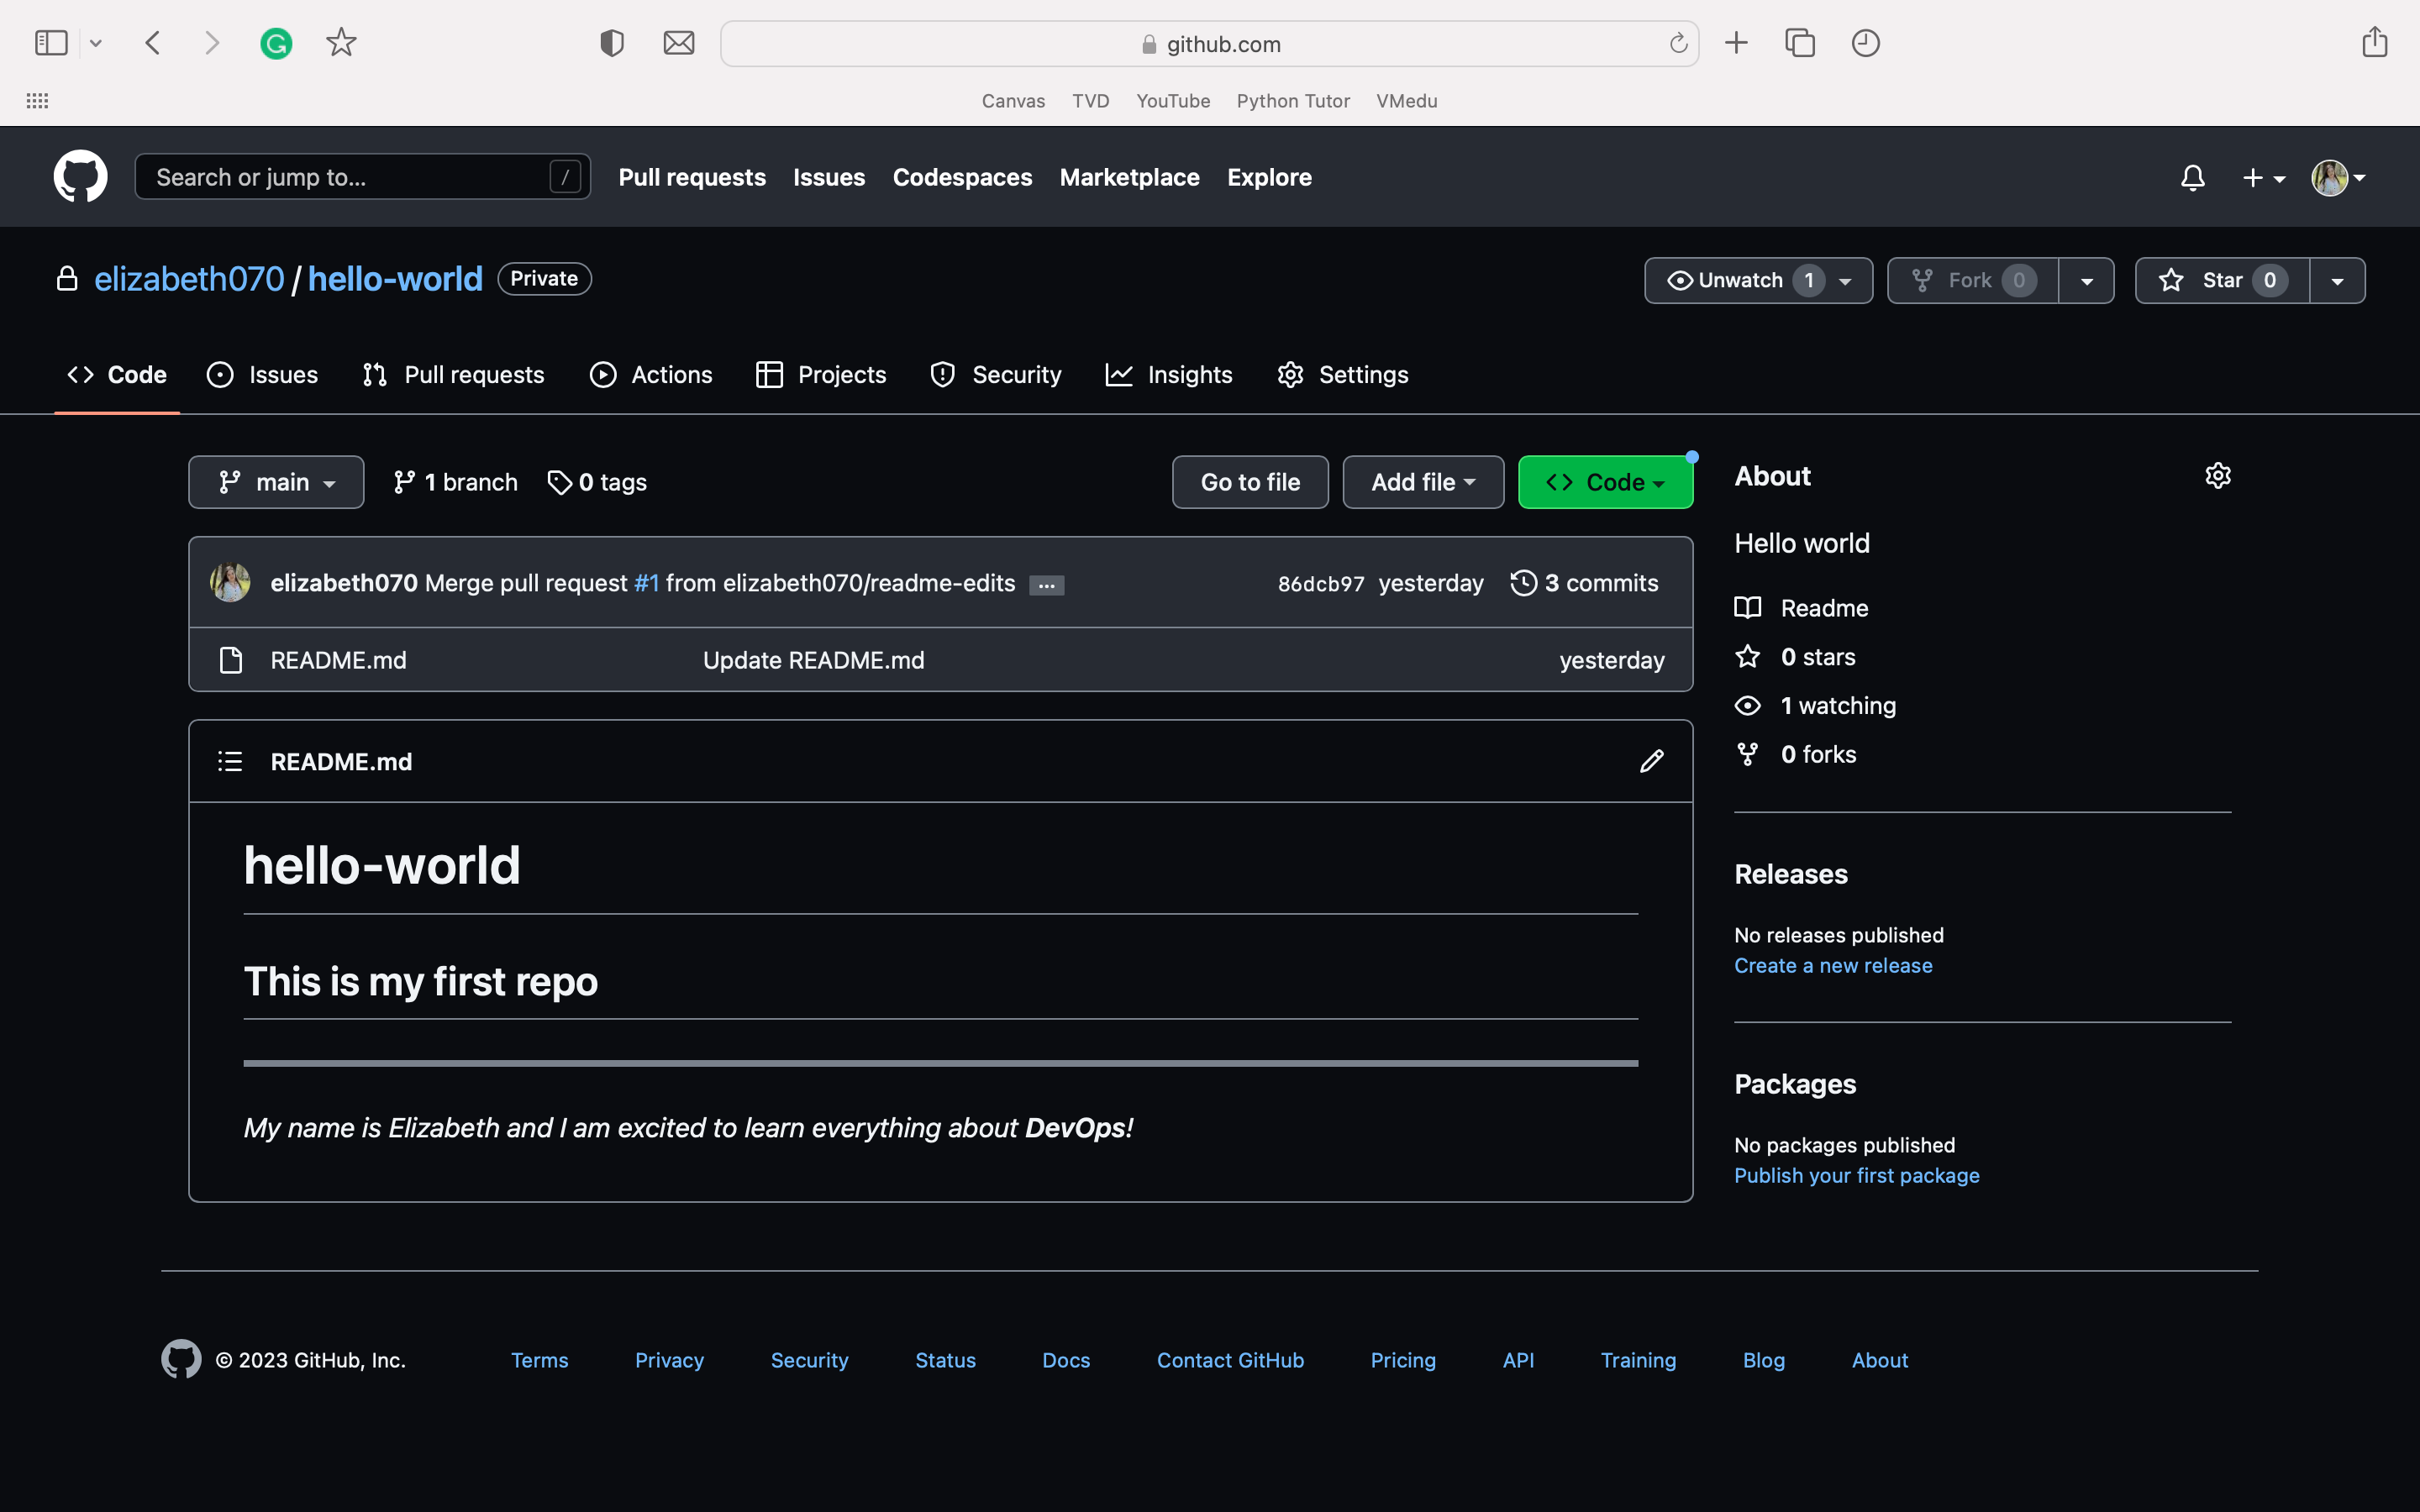 github.com
Canvas TVD YouTube Python Tutor VMedu
Search or jump to... / Pull requests Issues Codespaces Marketplace Explore
elizabeth070 / hello-world Private Unwatch 1 Fork 0 Star 0
Code Issues Pull requests Actions Projects Security Insights Settings
main 1 branch 0 tags Go to file Add file Code
elizabeth070 Merge pull request #1 from elizabeth070/readme-edits ... 86dcb97 yesterday 3 commits
README.md Update README.md yesterday
README.md
hello-world
This is my first repo
My name is Elizabeth and I am excited to learn everything about DevOps!
About
Hello world
Readme
0 stars
1 watching
0 forks
Releases
No releases published
Create a new release
Packages
No packages published
Publish your first package
© 2023 GitHub, Inc. Terms Privacy Security Status Docs Contact GitHub Pricing API Training Blog About